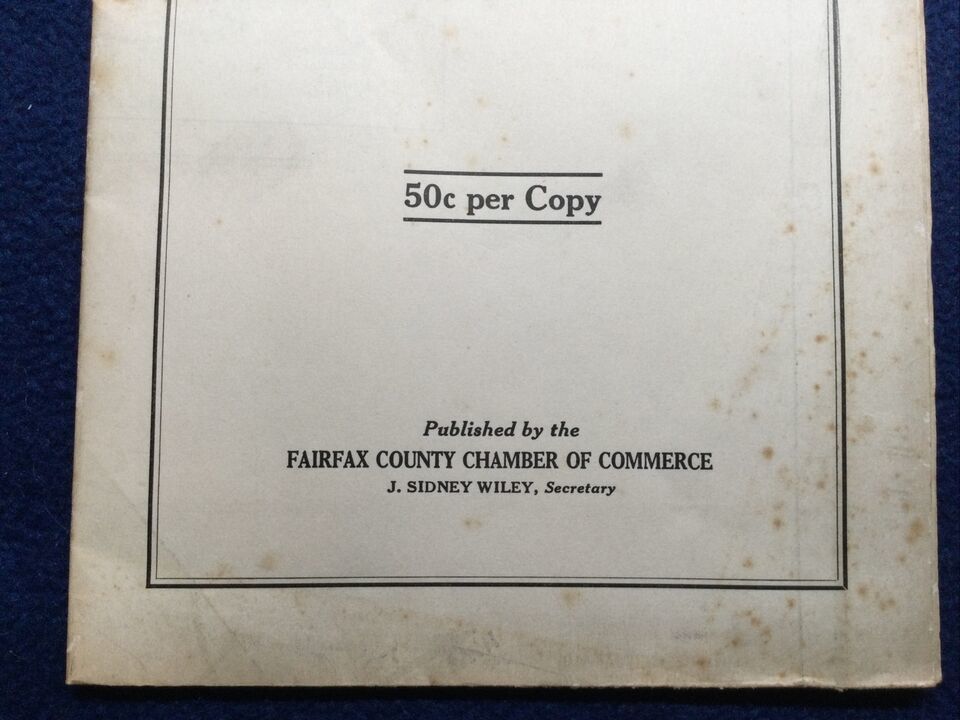 50c per Copy
Published by the
FAIRFAX COUNTY CHAMBER OF COMMERCE
J. SIDNEY WILEY, Secretary